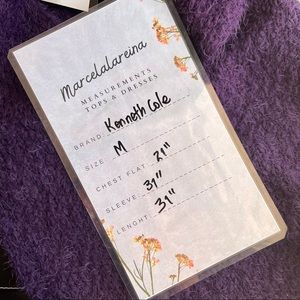 Marcelalareina
MEASUREMENTS
TOPS & DRESSES
BRAND: Kenneth Cole
SIZE: M
CHEST FLAT: 21"
SLEEVE: 31"
LENGHT: 31"